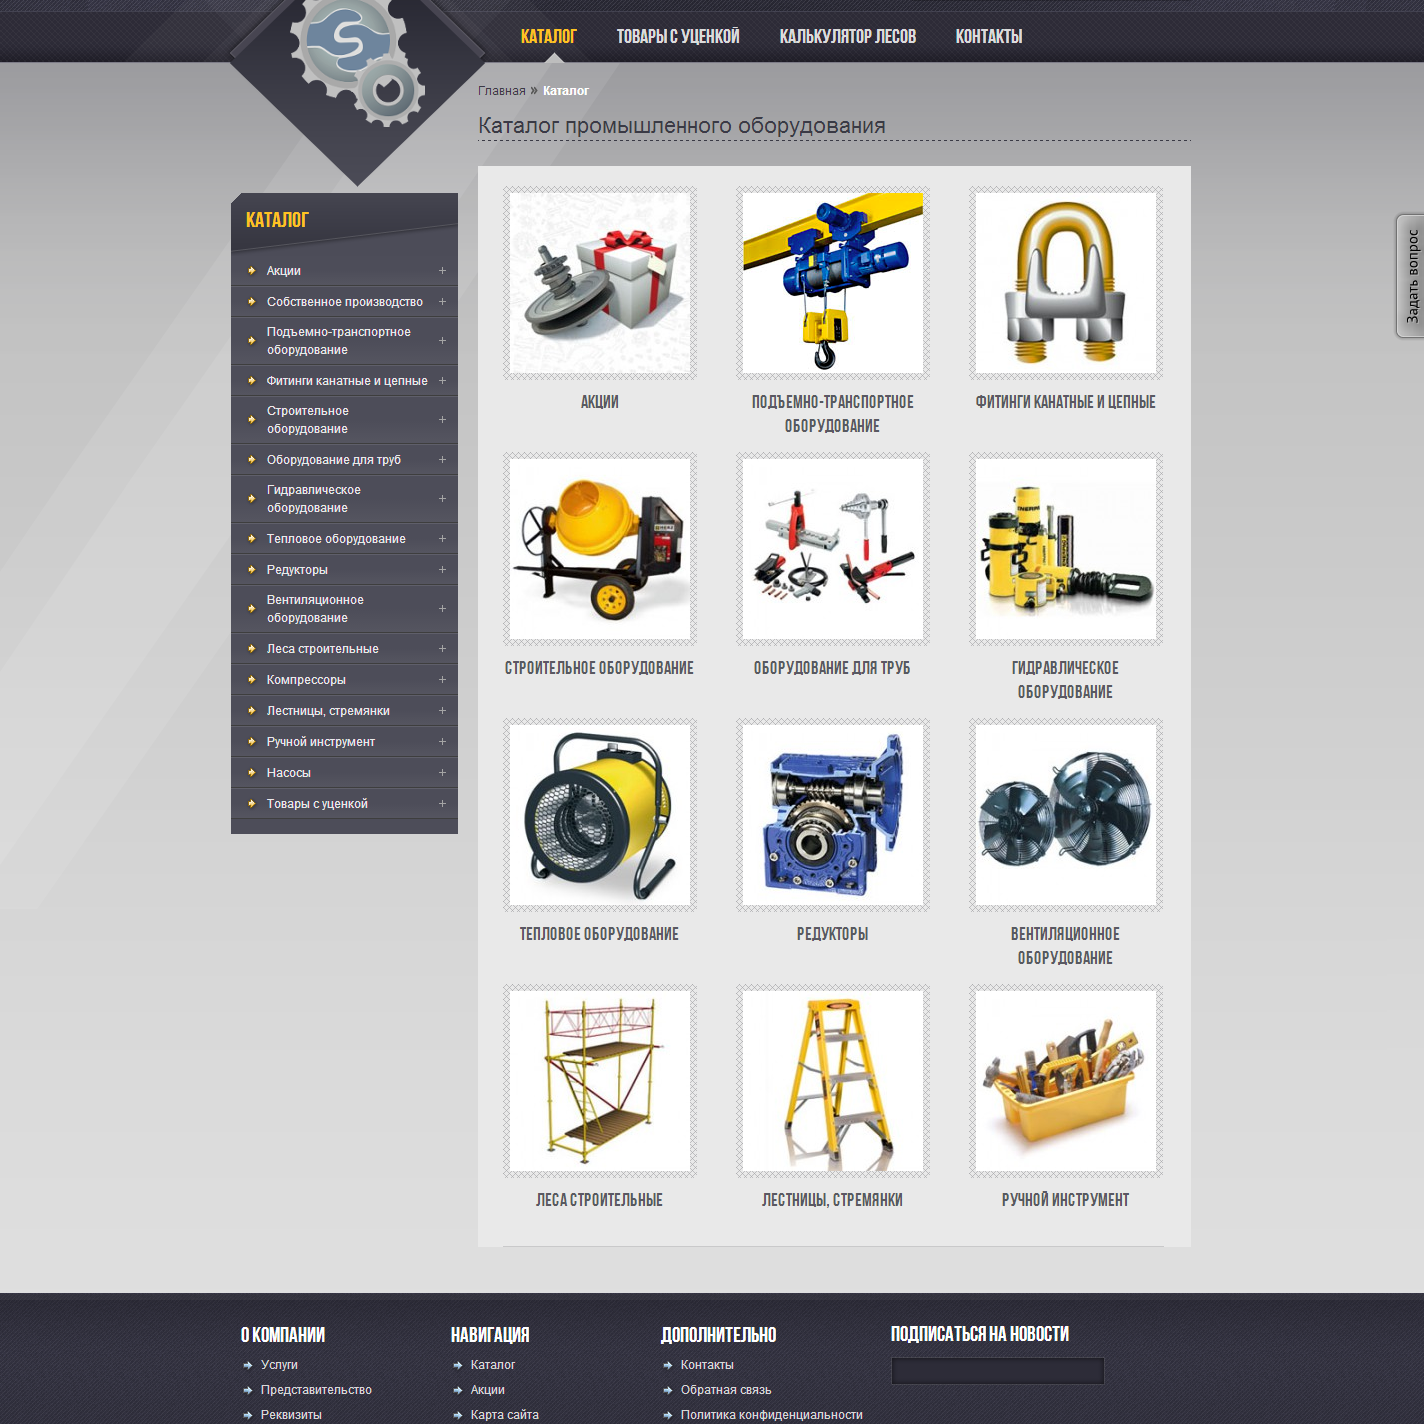 КАТАЛОГ
ТОВАРЫ С УЦЕНКОЙ
КАЛЬКУЛЯТОР ЛЕСОВ
КОНТАКТЫ
Главная » Каталог
Каталог промышленного оборудования
КАТАЛОГ
Акции
Собственное производство
Подъемно-транспортное
оборудование
Фитинги канатные и цепные
Строительное
оборудование
Оборудование для труб
Гидравлическое
оборудование
Тепловое оборудование
Редукторы
Вентиляционное
оборудование
Леса строительные
Компрессоры
Лестницы, стремянки
Ручной инструмент
Насосы
Товары с уценкой
АКЦИИ
ПОДЪЕМНО-ТРАНСПОРТНОЕ
ОБОРУДОВАНИЕ
ФИТИНГИ КАНАТНЫЕ И ЦЕПНЫЕ
СТРОИТЕЛЬНОЕ ОБОРУДОВАНИЕ
ОБОРУДОВАНИЕ ДЛЯ ТРУБ
ГИДРАВЛИЧЕСКОЕ
ОБОРУДОВАНИЕ
ТЕПЛОВОЕ ОБОРУДОВАНИЕ
РЕДУКТОРЫ
ВЕНТИЛЯЦИОННОЕ
ОБОРУДОВАНИЕ
ЛЕСА СТРОИТЕЛЬНЫЕ
ЛЕСТНИЦЫ, СТРЕМЯНКИ
РУЧНОЙ ИНСТРУМЕНТ
Задать вопрос
О КОМПАНИИ
Услуги
Представительство
Реквизиты
НАВИГАЦИЯ
Каталог
Акции
Карта сайта
ДОПОЛНИТЕЛЬНО
Контакты
Обратная связь
Политика конфиденциальности
ПОДПИСАТЬСЯ НА НОВОСТИ